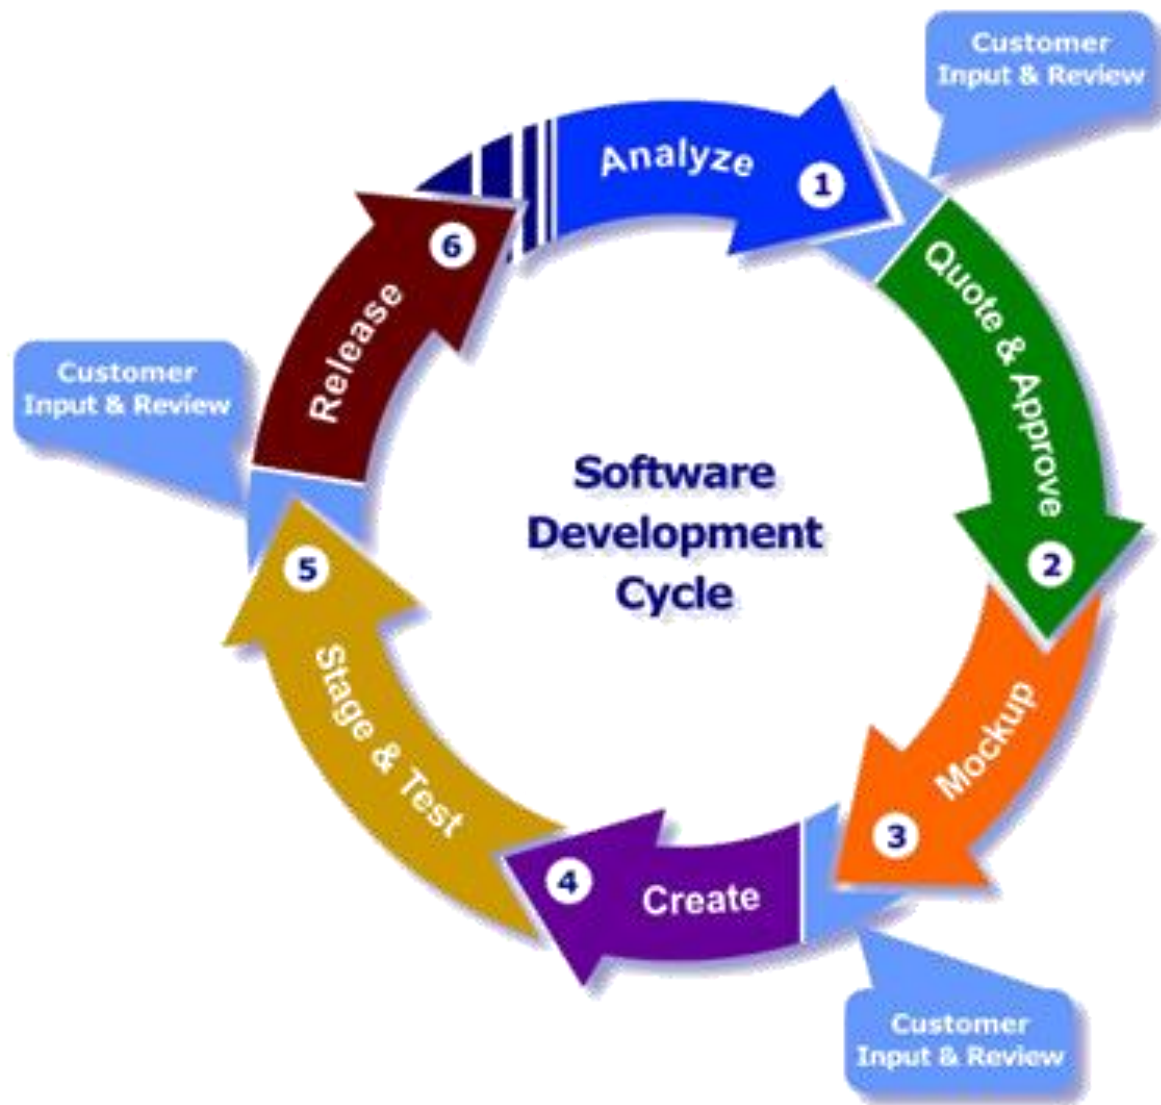 Customer
Input & Review
Analyze
1
Quote & Approve
2
Mockup
3
Customer
Input & Review
Create
4
Stage & Test
5
Customer
Input & Review
Release
6
Software
Development
Cycle